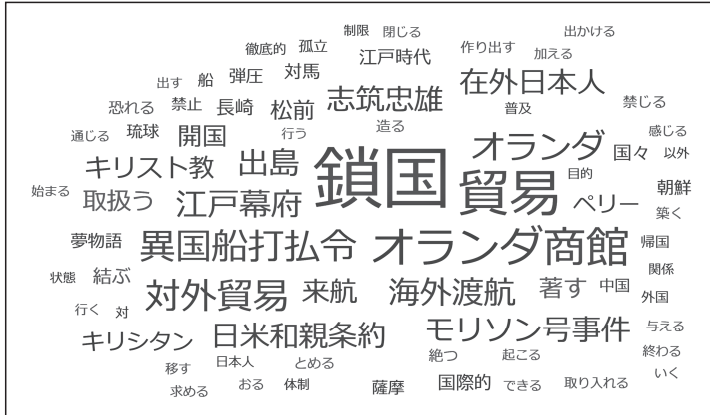 制限 閉じる 出かける
徹底的 孤立 江戸時代 作り出す 加える
出す 船 弾圧 対馬 志筑忠雄 在外日本人
恐れる 禁止 長崎 松前 普及 禁じる
通じる 琉球 開国 行う 造る オランダ 国々 以外 感じる
キリスト教 出島 鎖国 貿易 目的
始まる 取扱う 江戸幕府 ペリー 朝鮮 築く
夢物語 異国船打払令 オランダ商館 帰国
状態 結ぶ 対外貿易 来航 海外渡航 著す 中国 関係 外国
行く 対 キリシタン 日米和親条約 モリソン号事件 与える
移す 日本人 とめる 絶つ 起こる 終わる
求める おる 体制 薩摩 国際的 できる 取り入れる いく